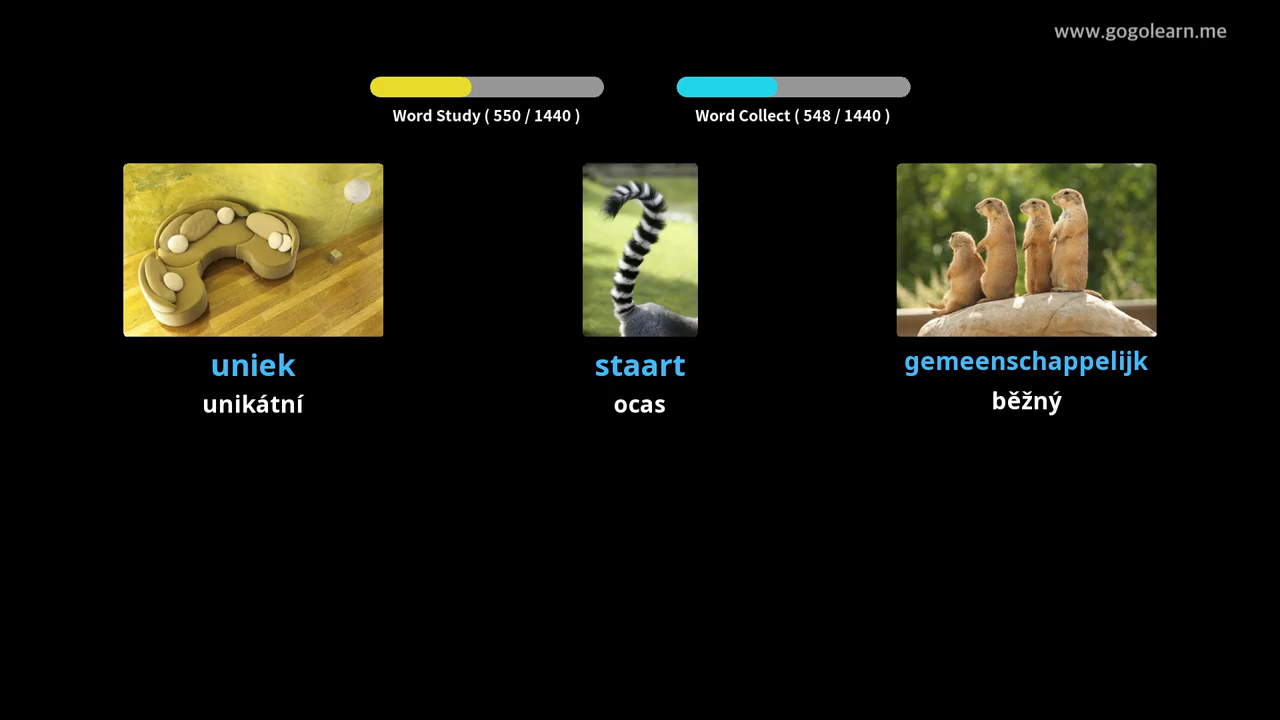 www.gogolearn.me
Word Study ( 550 / 1440 )
Word Collect ( 548 / 1440 )
uniek
unikátní
staart
ocas
gemeenschappelijk
běžný